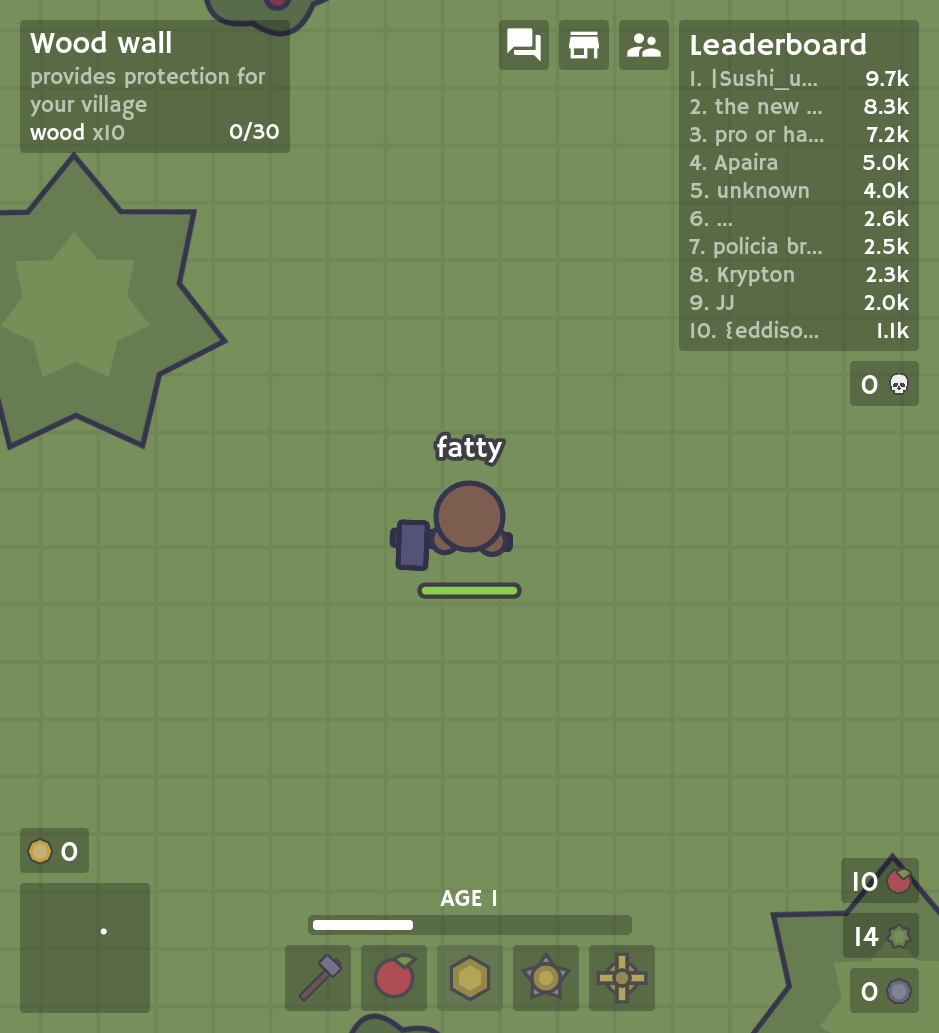 Wood wall
provides protection for
your village
wood x10 0/30
Leaderboard
1. |Sushi_u... 9.7k
2. the new ... 8.3k
3. pro or ha... 7.2k
4. Apaira 5.0k
5. unknown 4.0k
6. ... 2.6k
7. policia br... 2.5k
8. Krypton 2.3k
9. JJ 2.0k
10. {eddiso... 1.1k
0
fatty
0
AGE 1
10
14
0